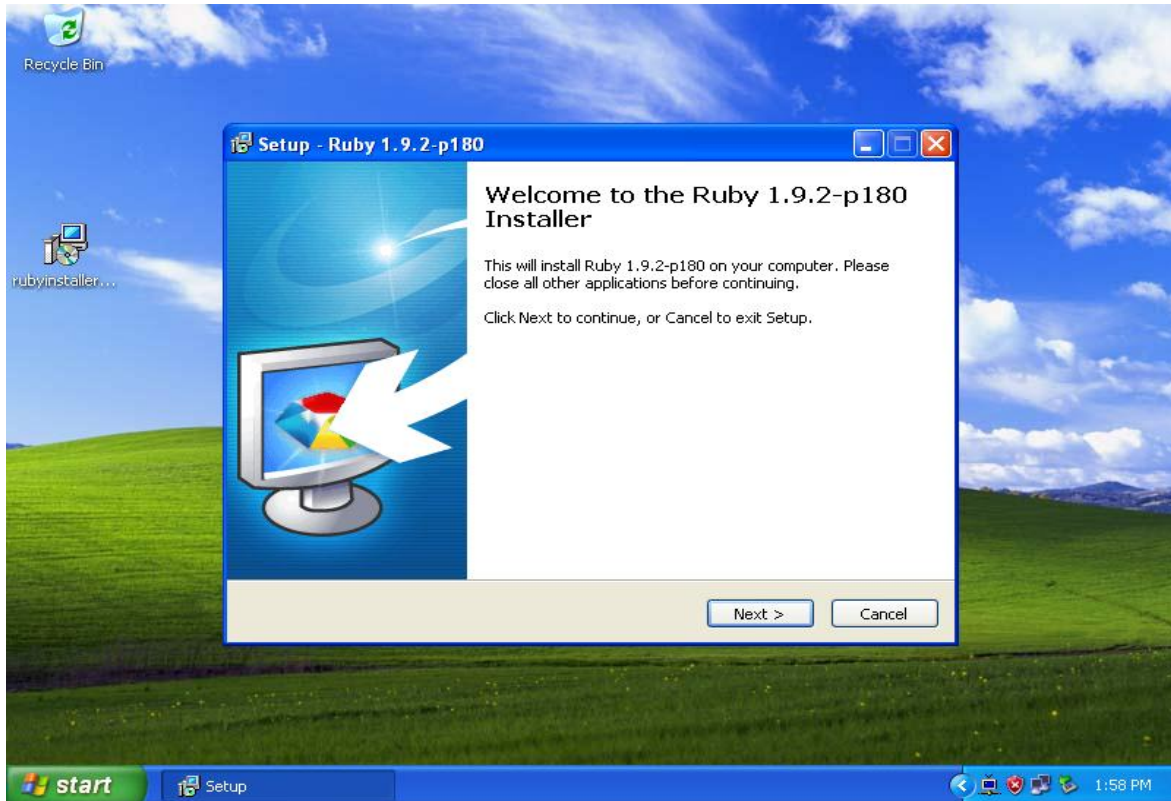 Recycle Bin
rubyinstaller...
Setup - Ruby 1.9.2-p180
Welcome to the Ruby 1.9.2-p180
Installer
This will install Ruby 1.9.2-p180 on your computer. Please
close all other applications before continuing.
Click Next to continue, or Cancel to exit Setup.
Next >
Cancel
start
Setup
1:58 PM